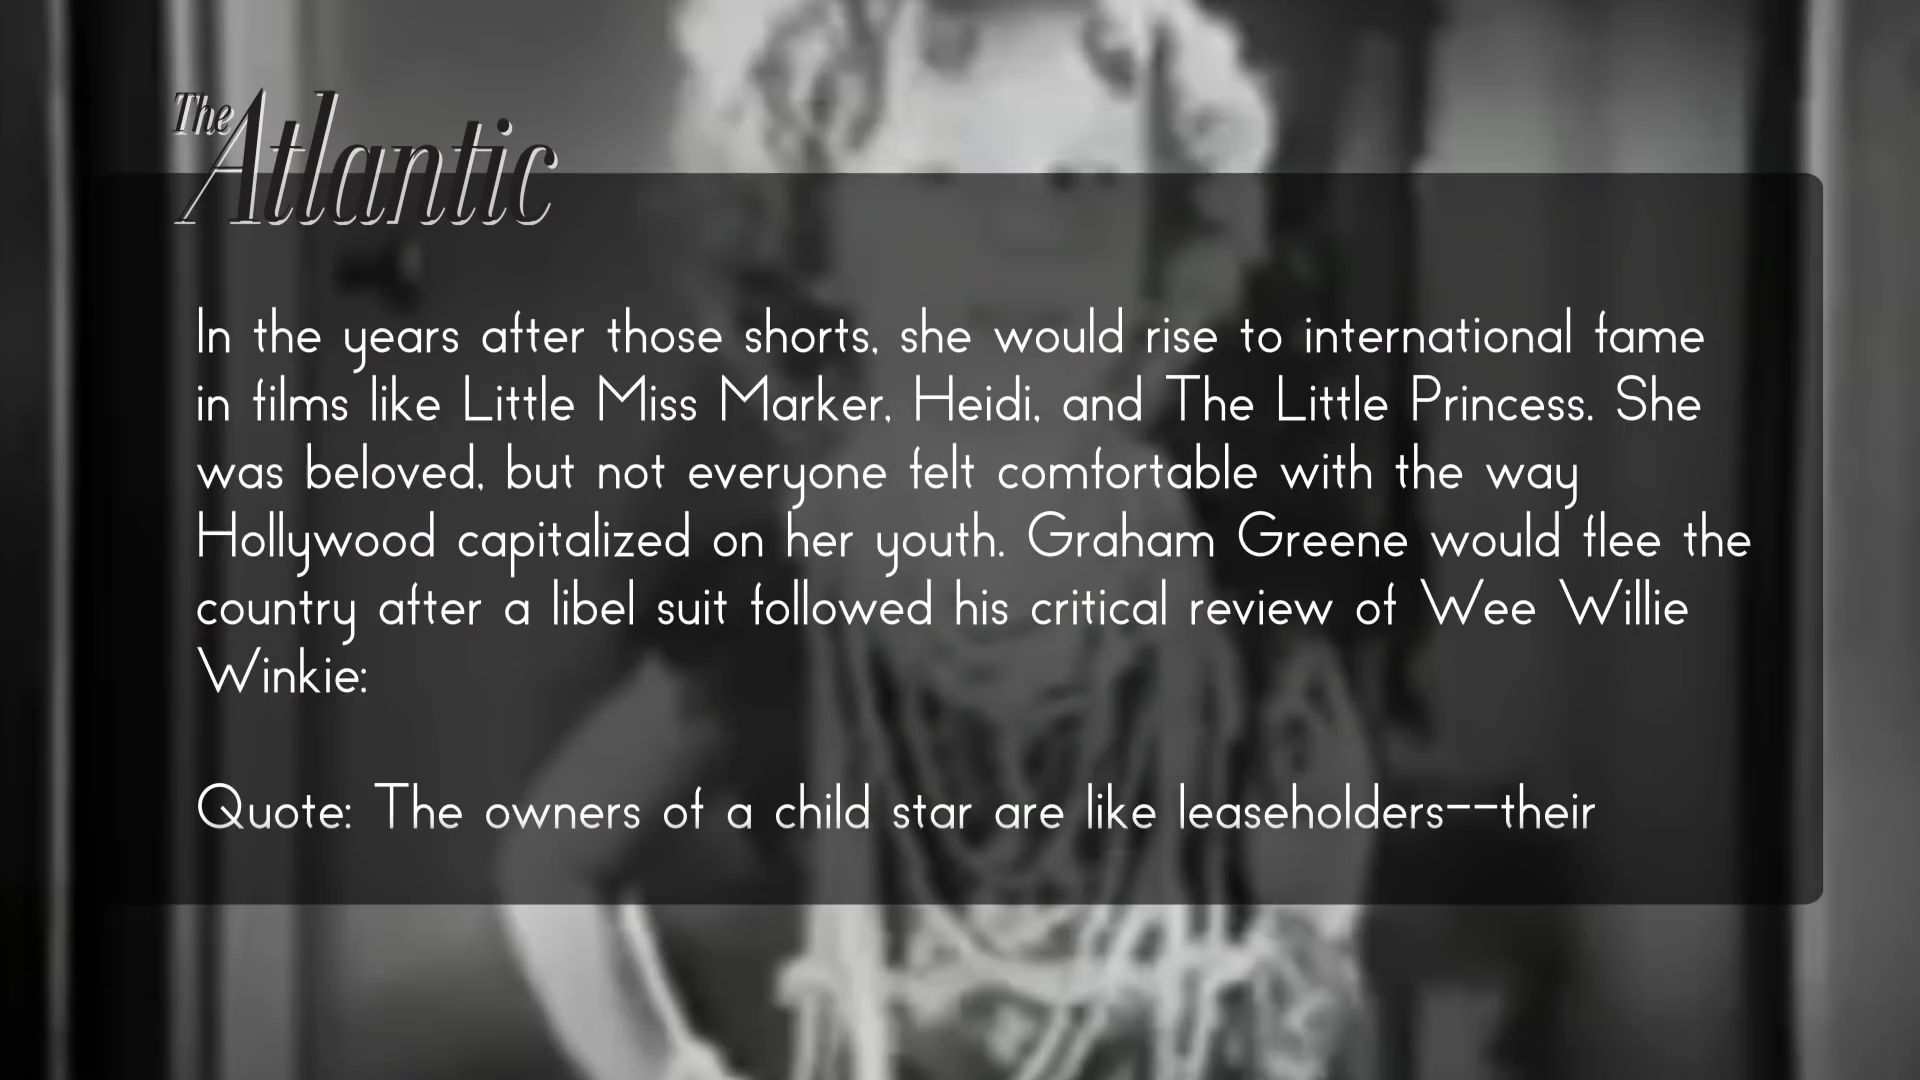 The Atlantic
In the years after those shorts, she would rise to international fame
in films like Little Miss Marker, Heidi, and The Little Princess. She
was beloved, but not everyone felt comfortable with the way
Hollywood capitalized on her youth. Graham Greene would flee the
country after a libel suit followed his critical review of Wee Willie
Winkie:
Quote: The owners of a child star are like leaseholders--their